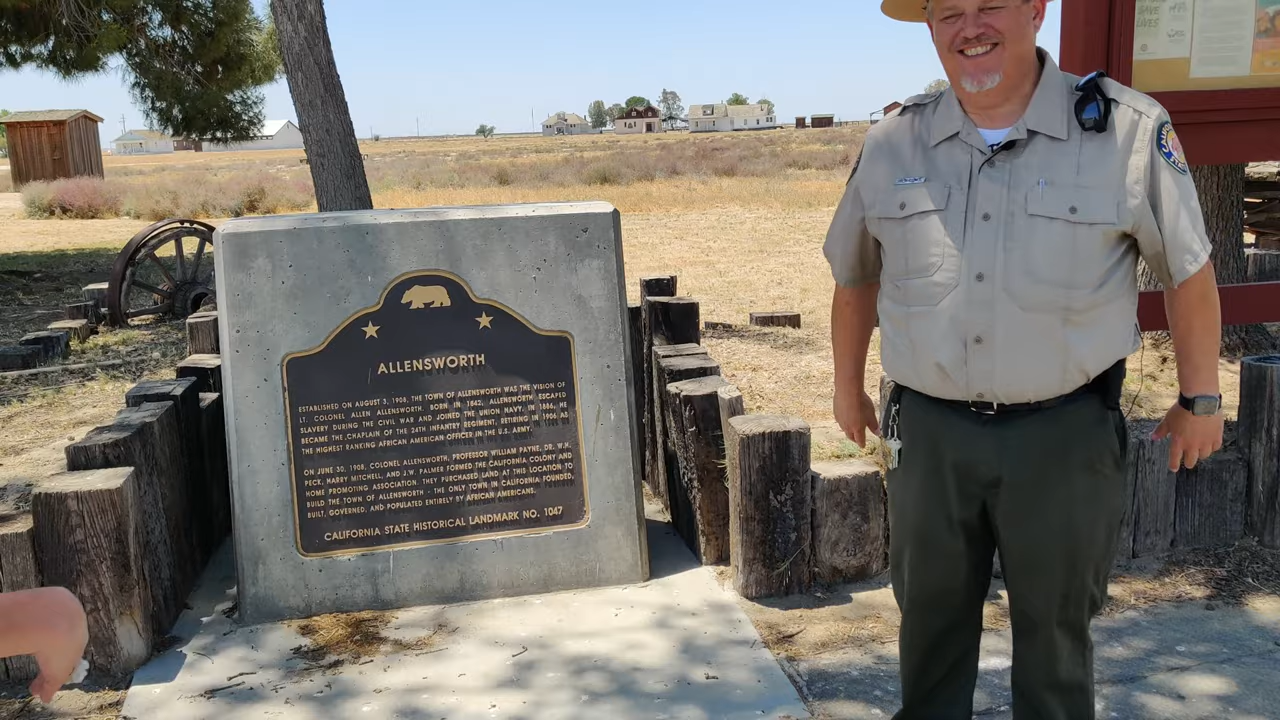 SAVE
LIVES
ALLENSWORTH
ESTABLISHED ON AUGUST 3, 1908, THE TOWN OF ALLENSWORTH WAS THE VISION OF
LT. COLONEL ALLEN ALLENSWORTH. BORN IN 1842, ALLENSWORTH ESCAPED
SLAVERY DURING THE CIVIL WAR AND JOINED THE UNION NAVY. IN 1886, HE
BECAME THE CHAPLAIN OF THE 24TH INFANTRY REGIMENT, RETIRING IN 1906 AS
THE HIGHEST RANKING AFRICAN AMERICAN OFFICER IN THE U.S. ARMY.
ON JUNE 30, 1908, COLONEL ALLENSWORTH, PROFESSOR WILLIAM PAYNE, DR. W.H.
PECK, HARRY MITCHELL, AND J.W. PALMER FORMED THE CALIFORNIA COLONY AND
HOME PROMOTING ASSOCIATION. THEY PURCHASED LAND AT THIS LOCATION TO
BUILD THE TOWN OF ALLENSWORTH - THE ONLY TOWN IN CALIFORNIA FOUNDED,
BUILT, GOVERNED, AND POPULATED ENTIRELY BY AFRICAN AMERICANS.
CALIFORNIA STATE HISTORICAL LANDMARK NO. 1047